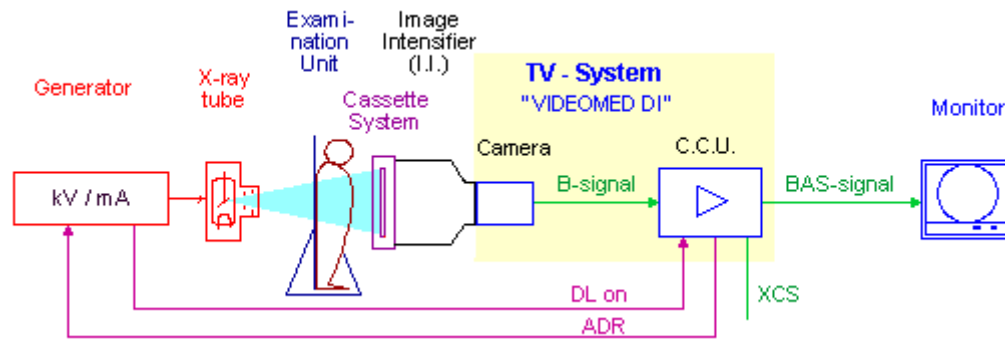 Generator
X-ray
tube
Exami-
nation
Unit
Image
Intensifier
(I.I.)
Cassette
System
TV - System
"VIDEOMED DI"
Camera
C.C.U.
Monitor
kV / mA
B-signal
BAS-signal
DL on
XCS
ADR